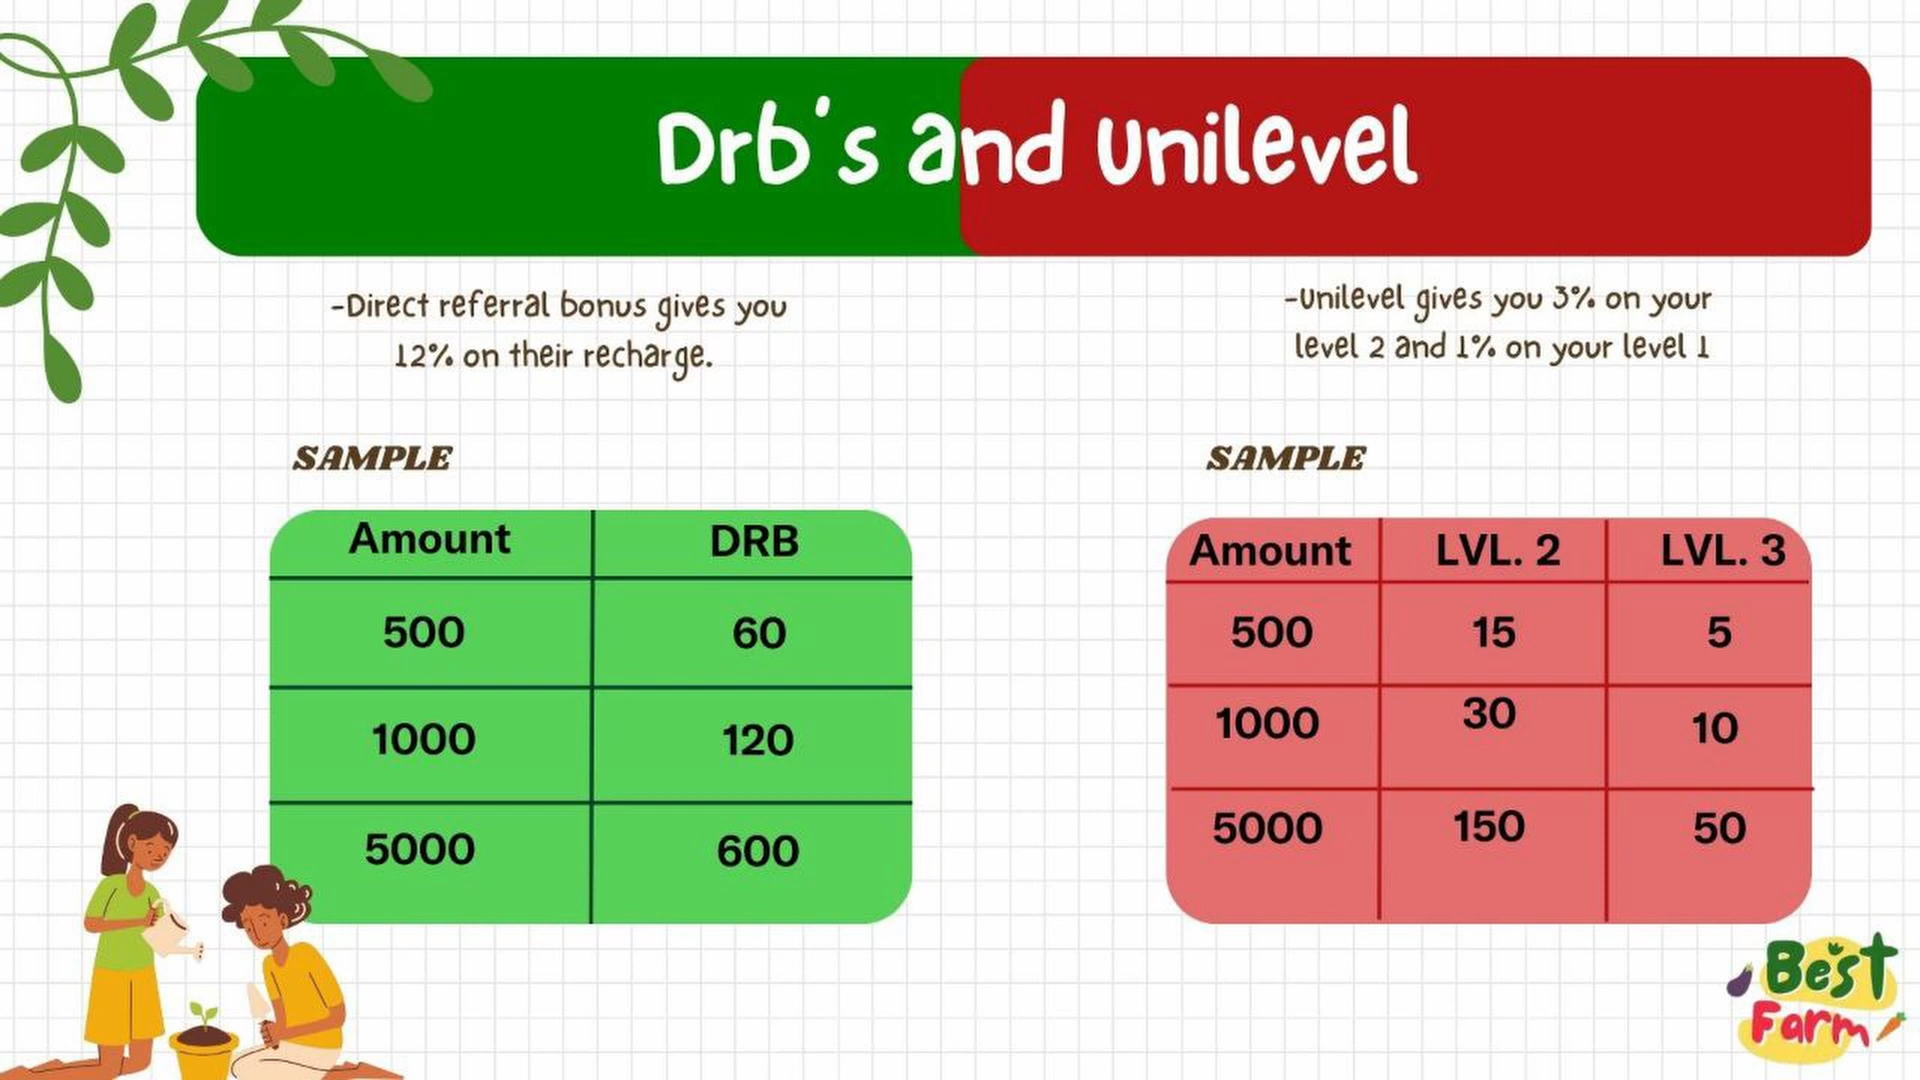 Drb's and unilevel
-Direct referral bonus gives you
12% on their recharge.
-unilevel gives you 3% on your
level 2 and 1% on your level 1
SAMPLE
SAMPLE
Amount DRB
500 60
1000 120
5000 600
Amount LVL. 2 LVL. 3
500 15 5
1000 30 10
5000 150 50
Best
Farm